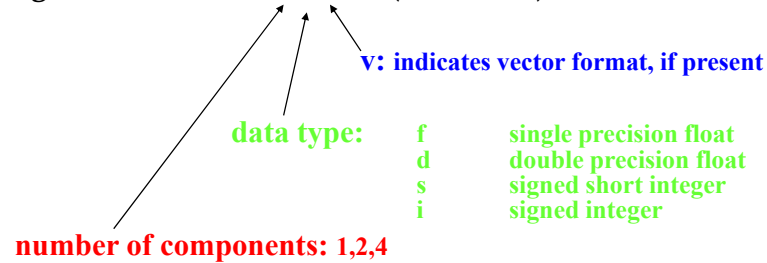 v: indicates vector format, if present
data type: f single precision float
d double precision float
s signed short integer
i signed integer
number of components: 1,2,4